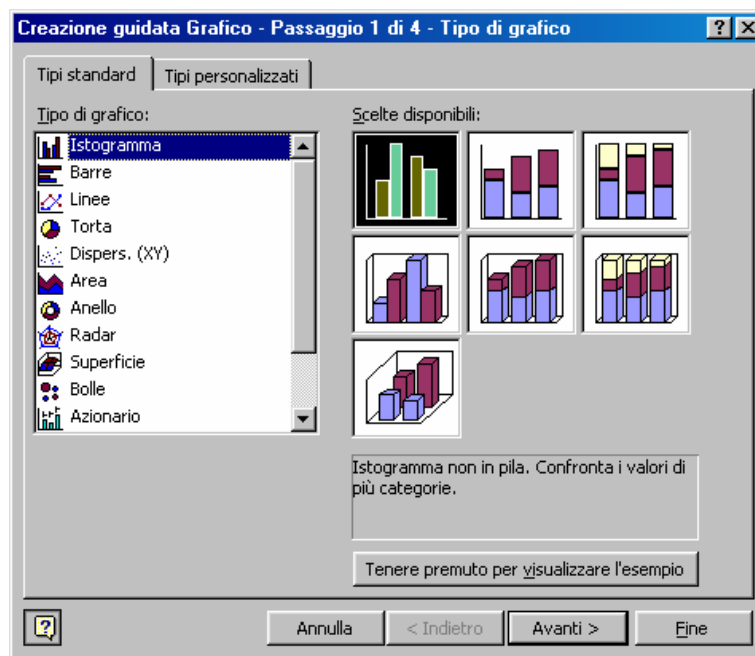 Creazione guidata Grafico - Passaggio 1 di 4 - Tipo di grafico
Tipi standard
Tipi personalizzati
Tipo di grafico:
Istogramma
Barre
Linee
Torta
Dispers. (XY)
Area
Anello
Radar
Superficie
Bolle
Azionario
Scelte disponibili:
Istogramma non in pila. Confronta i valori di
più categorie.
Tenere premuto per visualizzare l'esempio
Annulla
< Indietro
Avanti >
Fine